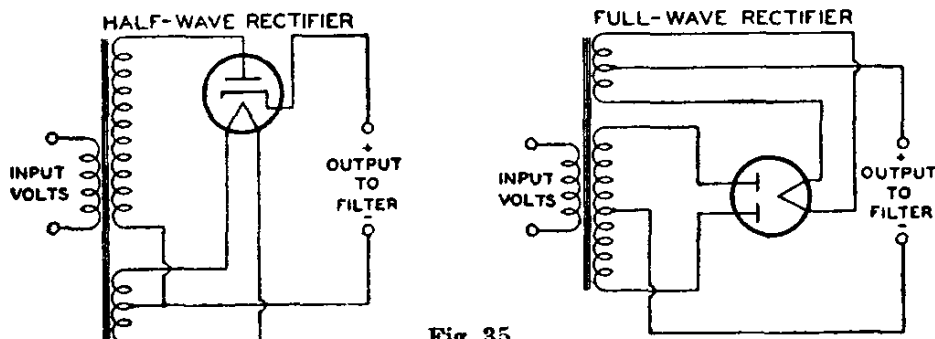 HALF-WAVE RECTIFIER
INPUT
VOLTS
+
OUTPUT
TO
FILTER
-
FULL-WAVE RECTIFIER
INPUT
VOLTS
+
OUTPUT
TO
FILTER
-
Fig. 35